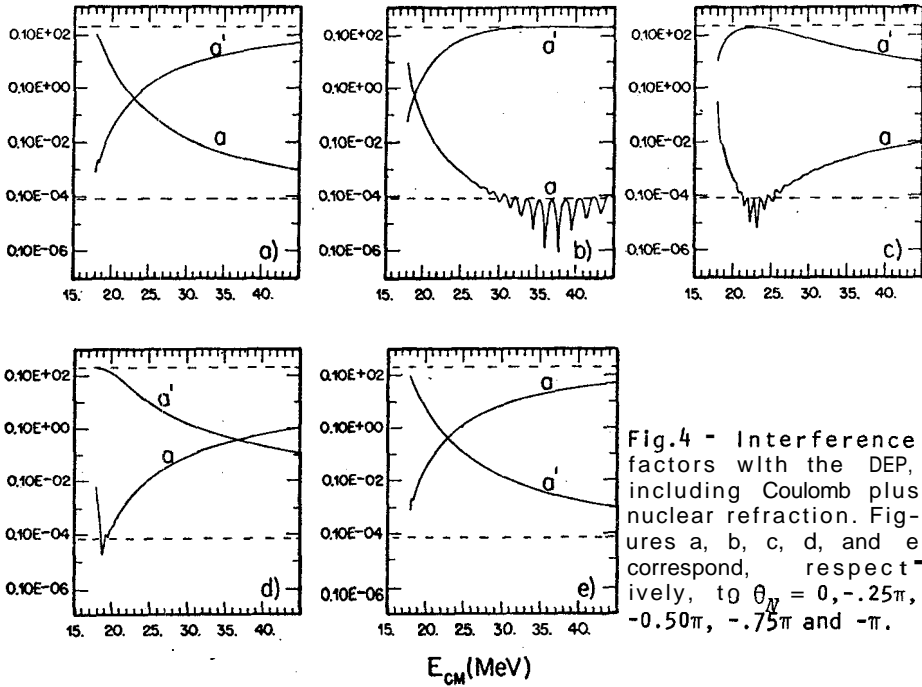 0.10E+02
0.10E+00
0.10E-02
0.10E-04
0.10E-06
a'
a
a)
15. 20. 25. 30. 35. 40.
0.10E+02
0.10E+00
0.10E-02
0.10E-04
0.10E-06
a'
a
b)
15. 20. 25. 30. 35. 40.
0.10E+02
0.10E+00
0.10E-02
0.10E-04
0.10E-06
a'
a
c)
15. 20. 25. 30. 35. 40.
0.10E+02
0.10E+00
0.10E-02
0.10E-04
0.10E-06
a'
a
d)
15. 20. 25. 30. 35. 40.
0.10E+02
0.10E+00
0.10E-02
0.10E-04
0.10E-06
a
a'
e)
15. 20. 25. 30. 35. 40.
E_CM(MeV)
Fig.4 - Interference
factors wlth the DEP,
including Coulomb plus
nuclear refraction. Fig-
ures a, b, c, d, and e
correspond, respect-
ively, to θ_N = 0,-.25π,
-0.50π, -.75π and -π.